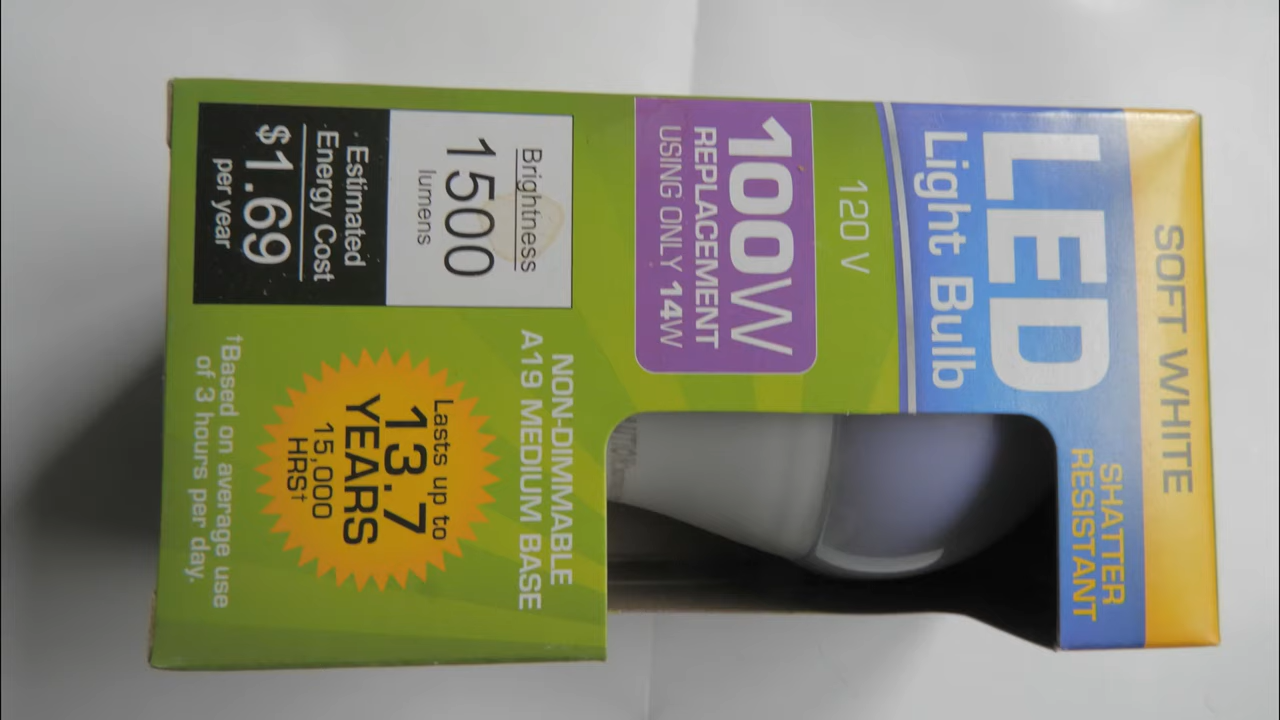 SOFT WHITE
LED
Light Bulb
SHATTER
RESISTANT
120 V
100W
REPLACEMENT
USING ONLY 14W
Brightness
1500
lumens
Estimated
Energy Cost
$1.69
per year
NON-DIMMABLE
A19 MEDIUM BASE
Lasts up to
13.7
YEARS
15,000
HRS†
†Based on average use
of 3 hours per day.